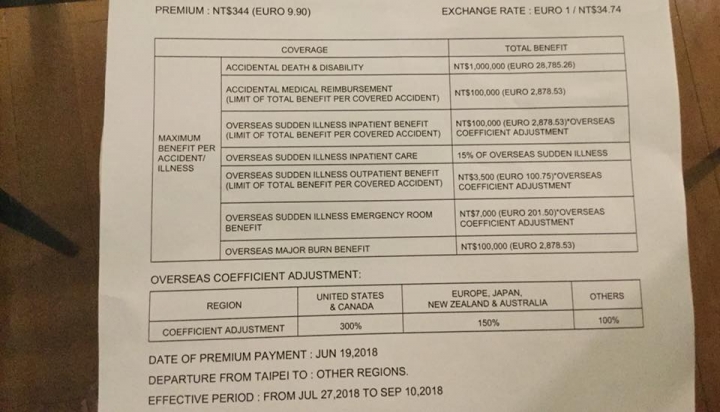 PREMIUM : NT$344 (EURO 9.90) EXCHANGE RATE : EURO 1 / NT$34.74
COVERAGE TOTAL BENEFIT
MAXIMUM
BENEFIT PER
ACCIDENT/
ILLNESS
ACCIDENTAL DEATH & DISABILITY NT$1,000,000 (EURO 28,785.26)
ACCIDENTAL MEDICAL REIMBURSEMENT
(LIMIT OF TOTAL BENEFIT PER COVERED ACCIDENT) NT$100,000 (EURO 2,878.53)
OVERSEAS SUDDEN ILLNESS INPATIENT BENEFIT NT$100,000 (EURO 2,878.53)*OVERSEAS
(LIMIT OF TOTAL BENEFIT PER COVERED ACCIDENT) COEFFICIENT ADJUSTMENT
OVERSEAS SUDDEN ILLNESS INPATIENT CARE 15% OF OVERSEAS SUDDEN ILLNESS
OVERSEAS SUDDEN ILLNESS OUTPATIENT BENEFIT NT$3,500 (EURO 100.75)*OVERSEAS
(LIMIT OF TOTAL BENEFIT PER COVERED ACCIDENT) COEFFICIENT ADJUSTMENT
OVERSEAS SUDDEN ILLNESS EMERGENCY ROOM NT$7,000 (EURO 201.50)*OVERSEAS
BENEFIT COEFFICIENT ADJUSTMENT
OVERSEAS MAJOR BURN BENEFIT NT$100,000 (EURO 2,878.53)
OVERSEAS COEFFICIENT ADJUSTMENT:
REGION UNITED STATES
& CANADA EUROPE, JAPAN,
NEW ZEALAND & AUSTRALIA OTHERS
COEFFICIENT ADJUSTMENT 300% 150% 100%
DATE OF PREMIUM PAYMENT : JUN 19,2018
DEPARTURE FROM TAIPEI TO : OTHER REGIONS.
EFFECTIVE PERIOD : FROM JUL 27,2018 TO SEP 10,2018